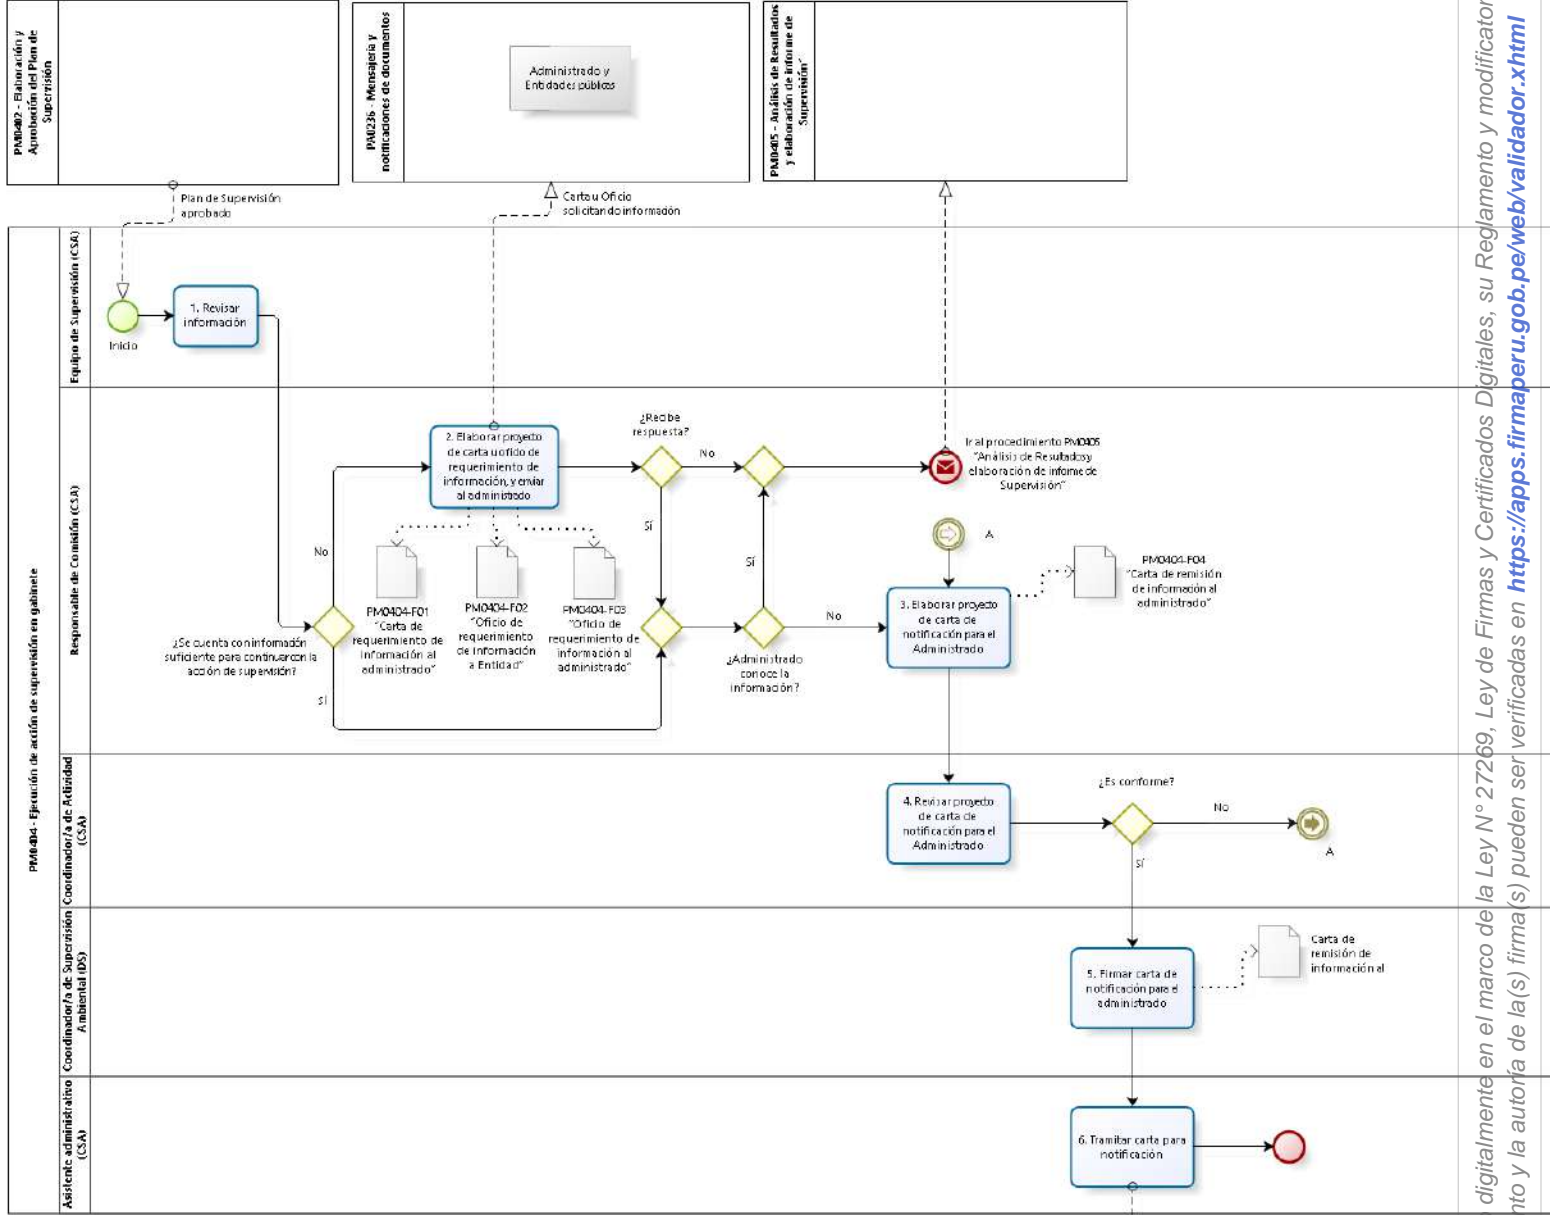 PM0402 - Elaboración y
Aprobación del Plan de
Supervisión
PA0236 - Mensajería y
notificaciones de documentos
Administrado y
Entidades públicas
PM0405 - Análisis de Resultados
y elaboración de informe de
Supervisión"
Plan de Supervisión
aprobado
Carta u Oficio
solicitando información
PM0404 - Ejecución de acción de supervisión en gabinete
Equipo de Supervisión (CSA)
Inicio
1. Revisar
información
Responsable de Comisión (CSA)
¿Se cuenta con información
suficiente para continuar con la
acción de supervisión?
No
Sí
2. Elaborar proyecto
de carta u oficio de
requerimiento de
información, y enviar
al administrado
PM0404-F01
"Carta de
requerimiento de
información al
administrado"
PM0404-F02
"Oficio de
requerimiento
de información
a Entidad"
PM0404-F03
"Oficio de
requerimiento de
información al
administrado"
¿Recibe
respuesta?
No
Sí
¿Administrado
conoce la
información?
Sí
No
Ir al procedimiento PM0405
"Análisis de Resultados y
elaboración de informe de
Supervisión"
A
3. Elaborar proyecto
de carta de
notificación para el
Administrado
PM0404-F04
"Carta de remisión
de información al
administrado"
Coordinador/a de Actividad
(CSA)
4. Revisar proyecto
de carta de
notificación para el
Administrado
¿Es conforme?
No
A
Sí
Coordinador/a de Supervisión
Ambiental (DS)
5. Firmar carta de
notificación para el
administrado
Carta de
remisión de
información al
Asistente administrativo
(CSA)
6. Tramitar carta para
notificación
digitalmente en el marco de la Ley N° 27269, Ley de Firmas y Certificados Digitales, su Reglamento y modificator
nto y la autoría de la(s) firma(s) pueden ser verificadas en https://apps.firmaperu.gob.pe/web/validador.xhtml